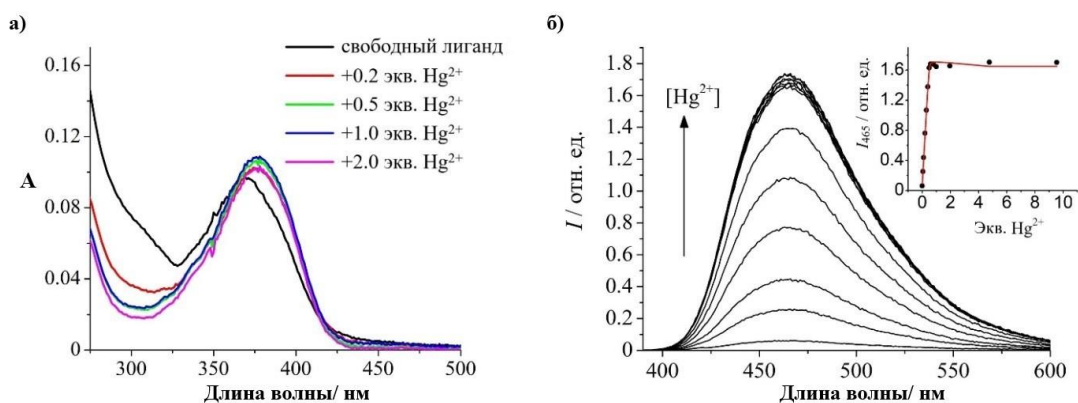 а)
0.16
0.12
0.08
0.04
0
А
300
350
400
450
500
Длина волны/ нм
свободный лиганд
+0.2 экв. Hg²⁺
+0.5 экв. Hg²⁺
+1.0 экв. Hg²⁺
+2.0 экв. Hg²⁺
б)
1.8
1.6
1.4
1.2
1.0
0.8
0.6
0.4
0.2
0
I / отн. ед.
400
450
500
550
600
Длина волны/ нм
[Hg²⁺]
1.6
1.2
0.8
0.4
0
I₄₆₅ / отн. ед.
0 2 4 6 8 10
Экв. Hg²⁺